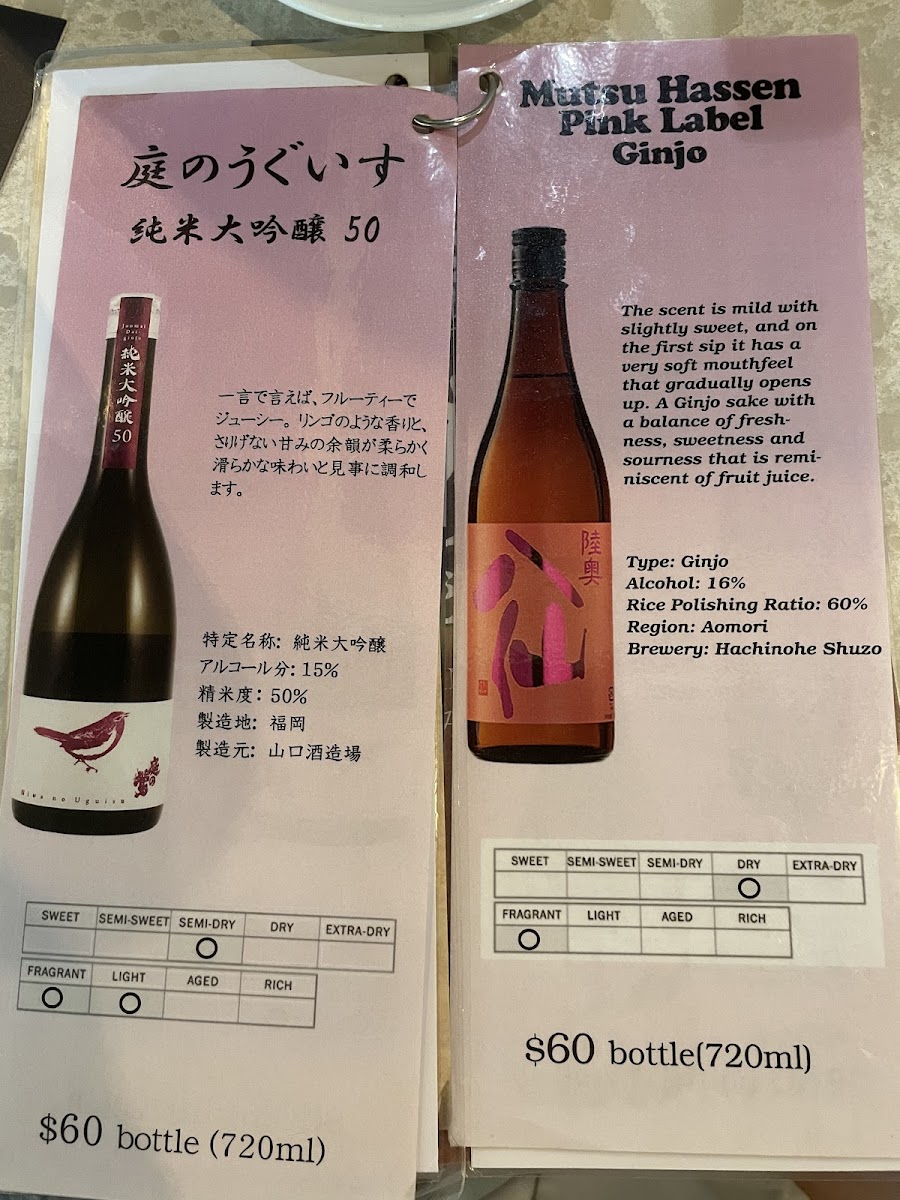 庭のうぐいす
純米大吟醸 50
Junmai
Dai-
ginjo
純米大吟醸
50
一言で言えば、フルーティーで
ジューシー。リンゴのような香りと、
さりげない甘みの余韻が柔らかく
滑らかな味わいと見事に調和し
ます。
特定名称: 純米大吟醸
アルコール分: 15%
精米度: 50%
製造地: 福岡
製造元: 山口酒造場
庭の鶯
Niwa no Uguisu
SWEET SEMI-SWEET SEMI-DRY DRY EXTRA-DRY
FRAGRANT LIGHT AGED RICH
$60 bottle (720ml)
Mutsu Hassen
Pink Label
Ginjo
The scent is mild with
slightly sweet, and on
the first sip it has a
very soft mouthfeel
that gradually opens
up. A Ginjo sake with
a balance of fresh-
ness, sweetness and
sourness that is remi-
niscent of fruit juice.
陸奥
八仙
Type: Ginjo
Alcohol: 16%
Rice Polishing Ratio: 60%
Region: Aomori
Brewery: Hachinohe Shuzo
SWEET SEMI-SWEET SEMI-DRY DRY EXTRA-DRY
FRAGRANT LIGHT AGED RICH
$60 bottle(720ml)